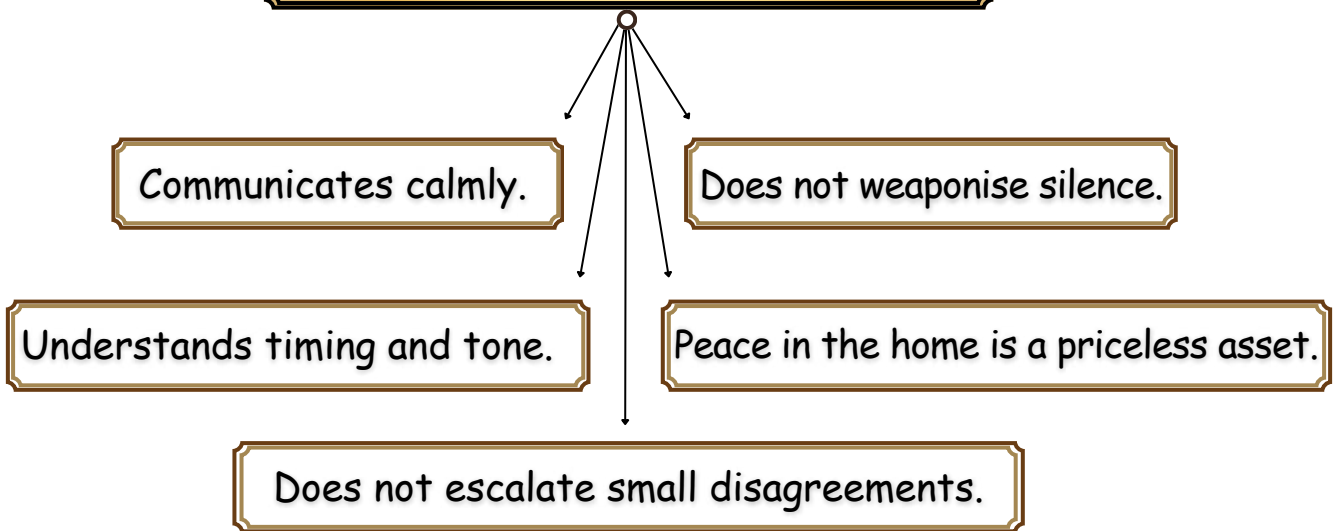 Communicates calmly.
Does not weaponise silence.
Understands timing and tone.
Peace in the home is a priceless asset.
Does not escalate small disagreements.